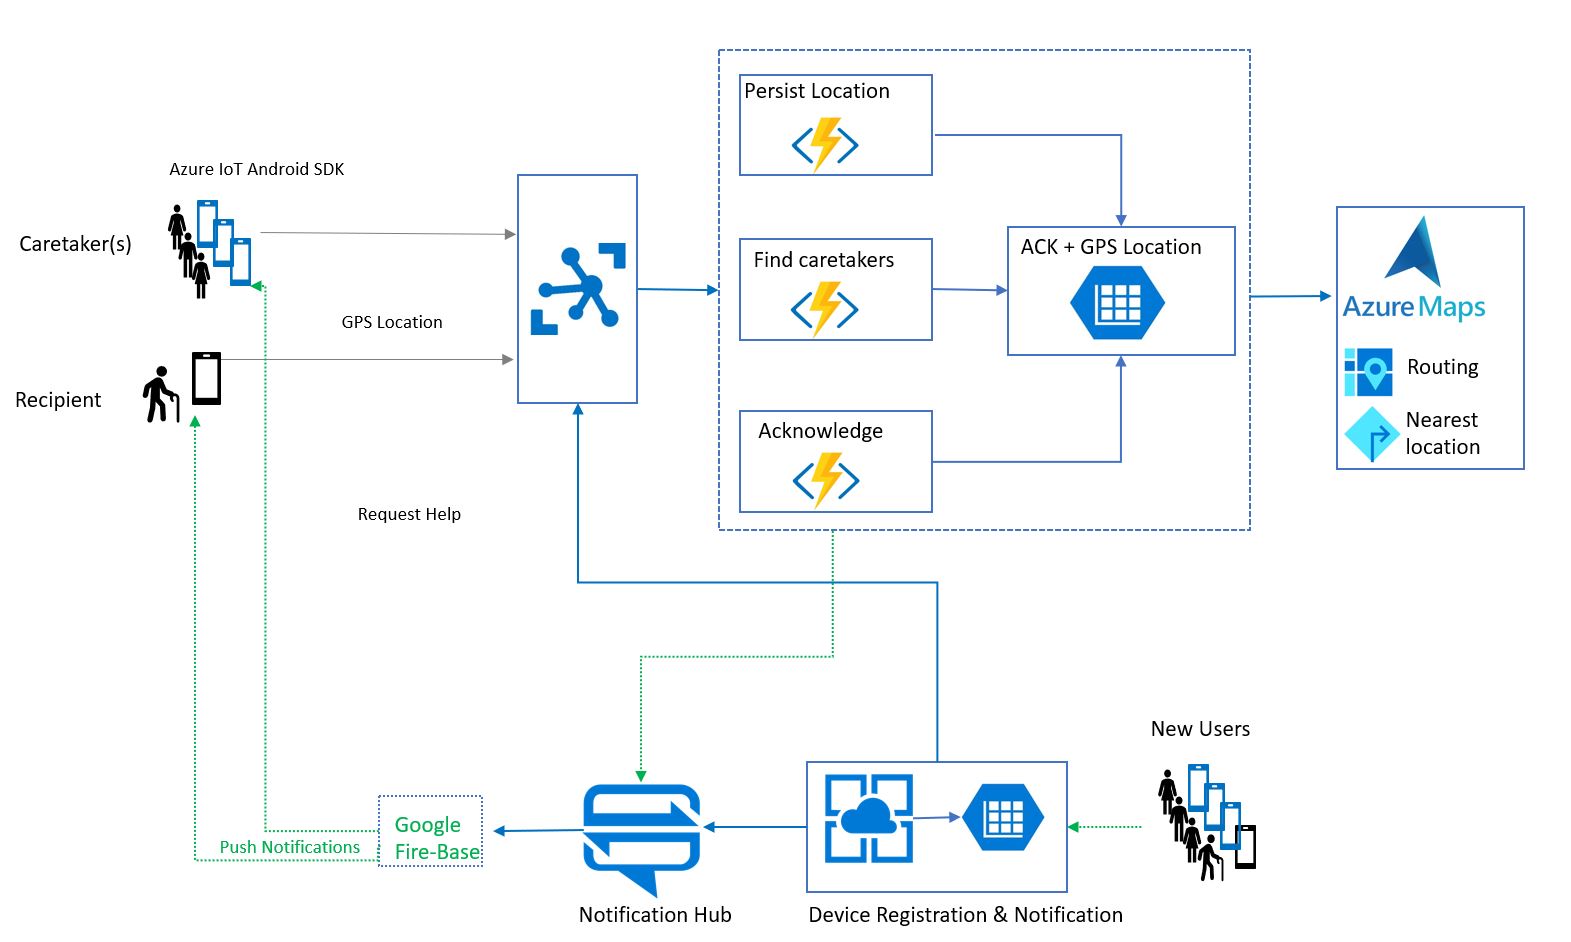 Persist Location
Azure IoT Android SDK
Caretaker(s)
Find caretakers
ACK + GPS Location
Azure Maps
GPS Location
Routing
Recipient
Nearest
location
Acknowledge
Request Help
New Users
Google
Fire-Base
Push Notifications
Notification Hub
Device Registration & Notification